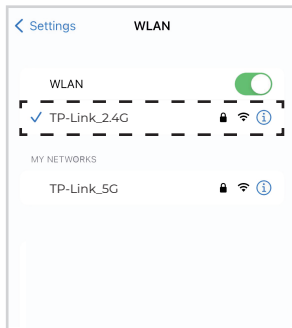 Settings
WLAN
WLAN
TP-Link_2.4G
MY NETWORKS
TP-Link_5G